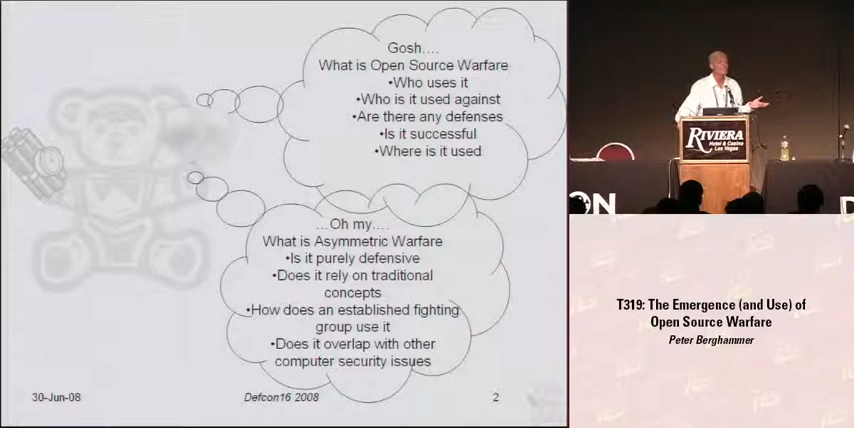 Gosh....
What is Open Source Warfare
•Who uses it
•Who is it used against
•Are there any defenses
•Is it successful
•Where is it used
...Oh my....
What is Asymmetric Warfare
•Is it purely defensive
•Does it rely on traditional
concepts
•How does an established fighting
group use it
•Does it overlap with other
computer security issues
30-Jun-08
Defcon16 2008
2
RIVIERA
Hotel & Casino
Las Vegas
T319: The Emergence (and Use) of
Open Source Warfare
Peter Berghammer